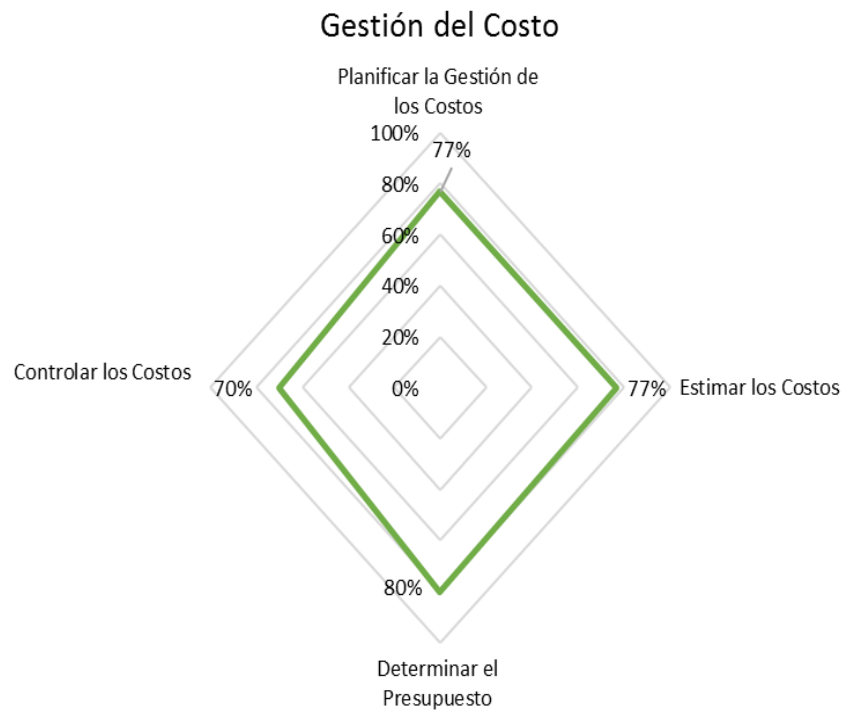 Gestión del Costo
Planificar la Gestión de
los Costos
100%
77%
80%
60%
40%
20%
0%
Controlar los Costos
70%
77%
Estimar los Costos
80%
Determinar el
Presupuesto